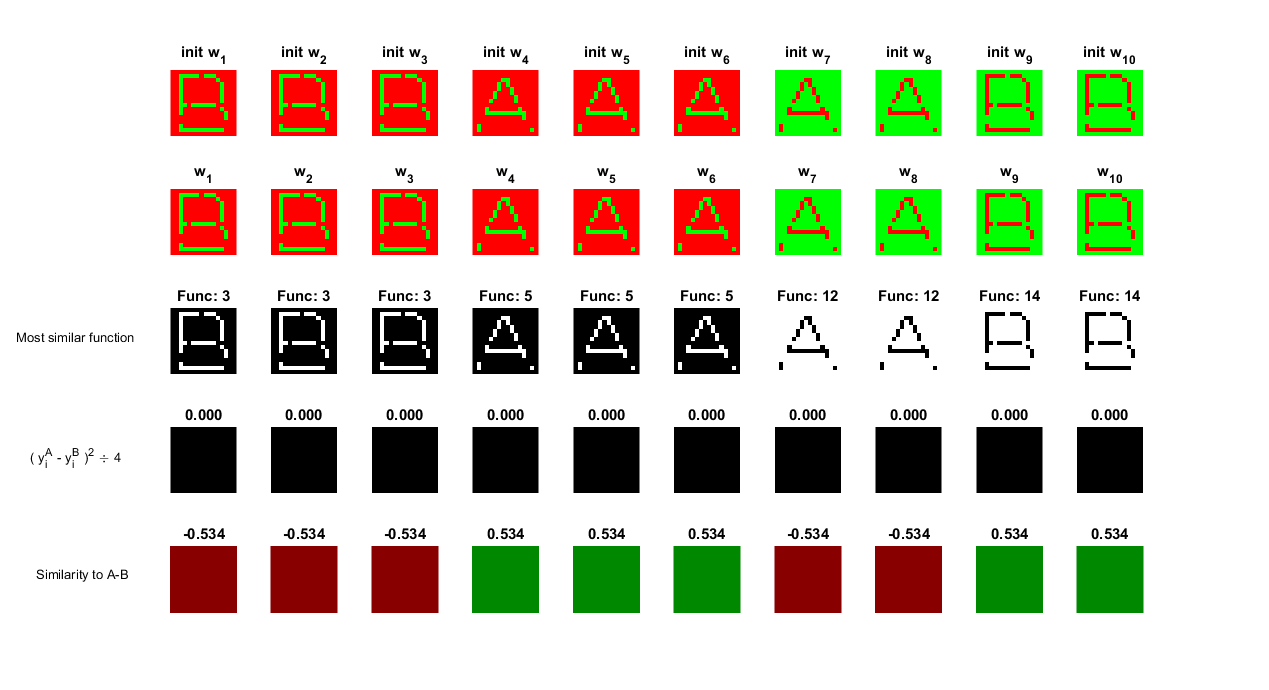 init w1 init w2 init w3 init w4 init w5 init w6 init w7 init w8 init w9 init w10
w1 w2 w3 w4 w5 w6 w7 w8 w9 w10
Func: 3 Func: 3 Func: 3 Func: 5 Func: 5 Func: 5 Func: 12 Func: 12 Func: 14 Func: 14
Most similar function
0.000 0.000 0.000 0.000 0.000 0.000 0.000 0.000 0.000 0.000
( y_i^A - y_i^B )^2 ÷ 4
-0.534 -0.534 -0.534 0.534 0.534 0.534 -0.534 -0.534 0.534 0.534
Similarity to A-B